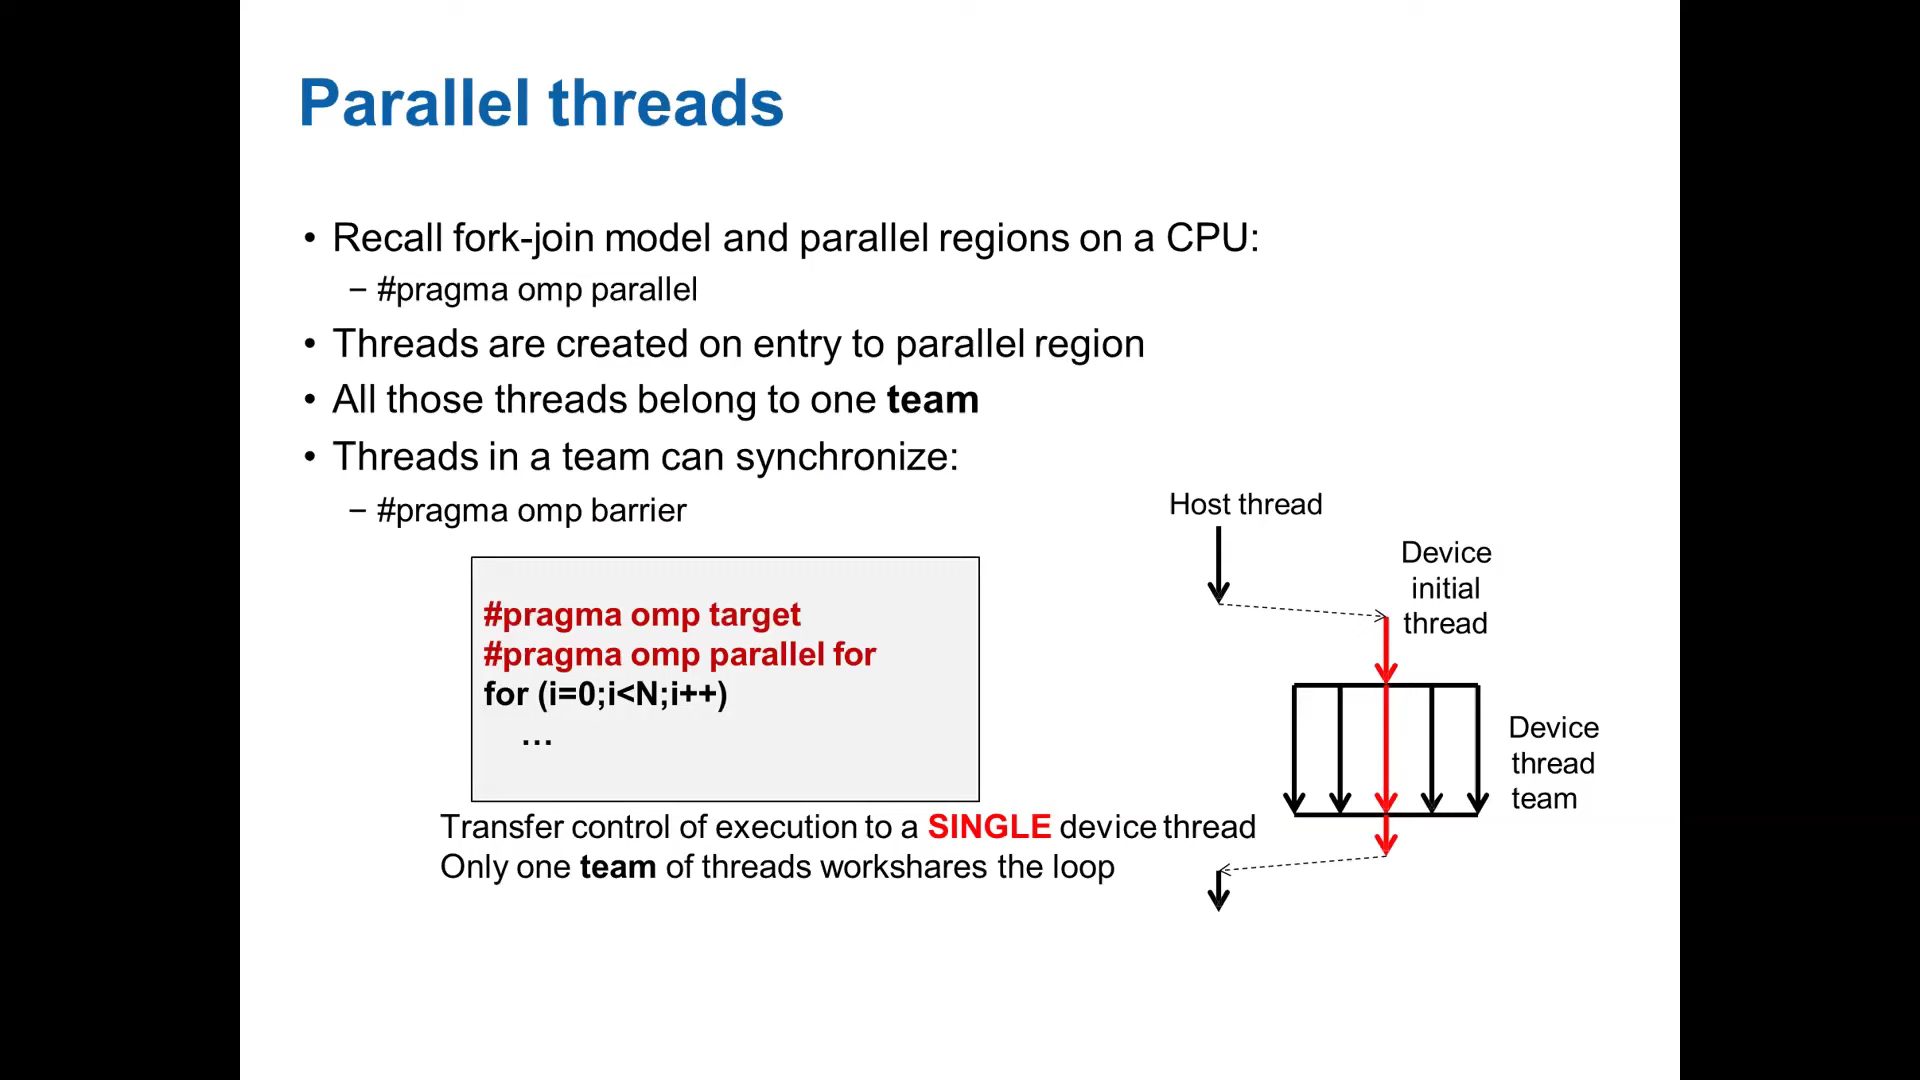 Parallel threads
• Recall fork-join model and parallel regions on a CPU:
– #pragma omp parallel
• Threads are created on entry to parallel region
• All those threads belong to one team
• Threads in a team can synchronize:
– #pragma omp barrier
#pragma omp target
#pragma omp parallel for
for (i=0;i<N;i++)
…
Transfer control of execution to a SINGLE device thread
Only one team of threads workshares the loop
Host thread
Device
initial
thread
Device
thread
team